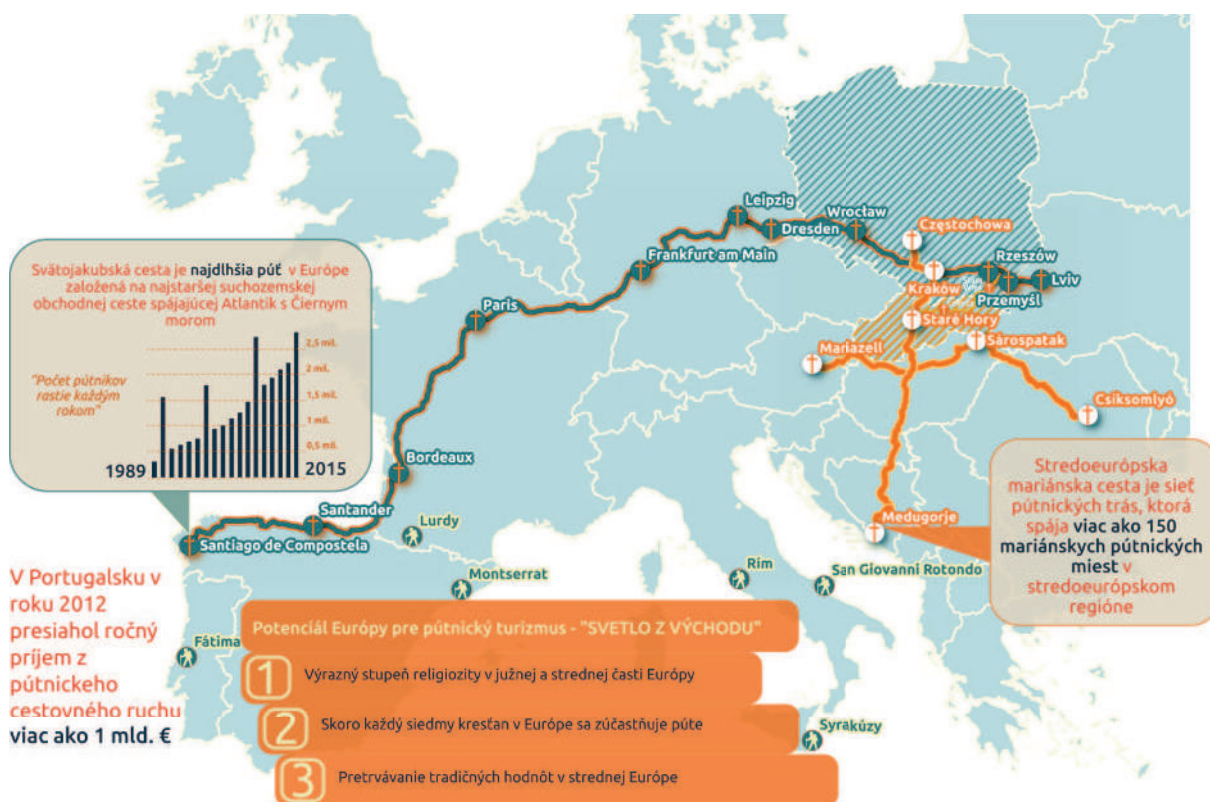 Leipzig
Wrocław
Dresden
Częstochowa
Frankfurt am Main
Rzeszów
Lviv
Kraków
Przemyśl
Svätojakubská cesta je najdlhšia púť v Európe
založená na najstaršej suchozemskej
obchodnej ceste spájajúcej Atlantik s Čiernym
morom
"Počet pútnikov
rastie každým
rokom"
2,5 mil.
2 mil.
1,5 mil.
1 mil.
0,5 mil.
1989
2015
Paris
Staré Hory
Mariazell
Sárospatak
Csíksomlyó
Bordeaux
Santander
Lurdy
Santiago de Compostela
Medugorje
Stredoeurópska
mariánska cesta je sieť
pútnických trás, ktorá
spája viac ako 150
mariánskych pútnických
miest v
stredoeurópskom
regióne
Montserrat
Rím
San Giovanni Rotondo
V Portugalsku v
roku 2012
presiahol ročný
príjem z
pútnickeho
cestovného ruchu
viac ako 1 mld. €
Fátima
Potenciál Európy pre pútnický turizmus - "SVETLO Z VÝCHODU"
1 Výrazný stupeň religiozity v južnej a strednej časti Európy
2 Skoro každý siedmy kresťan v Európe sa zúčastňuje púte
3 Pretrvávanie tradičných hodnôt v strednej Európe
Syrakúzy